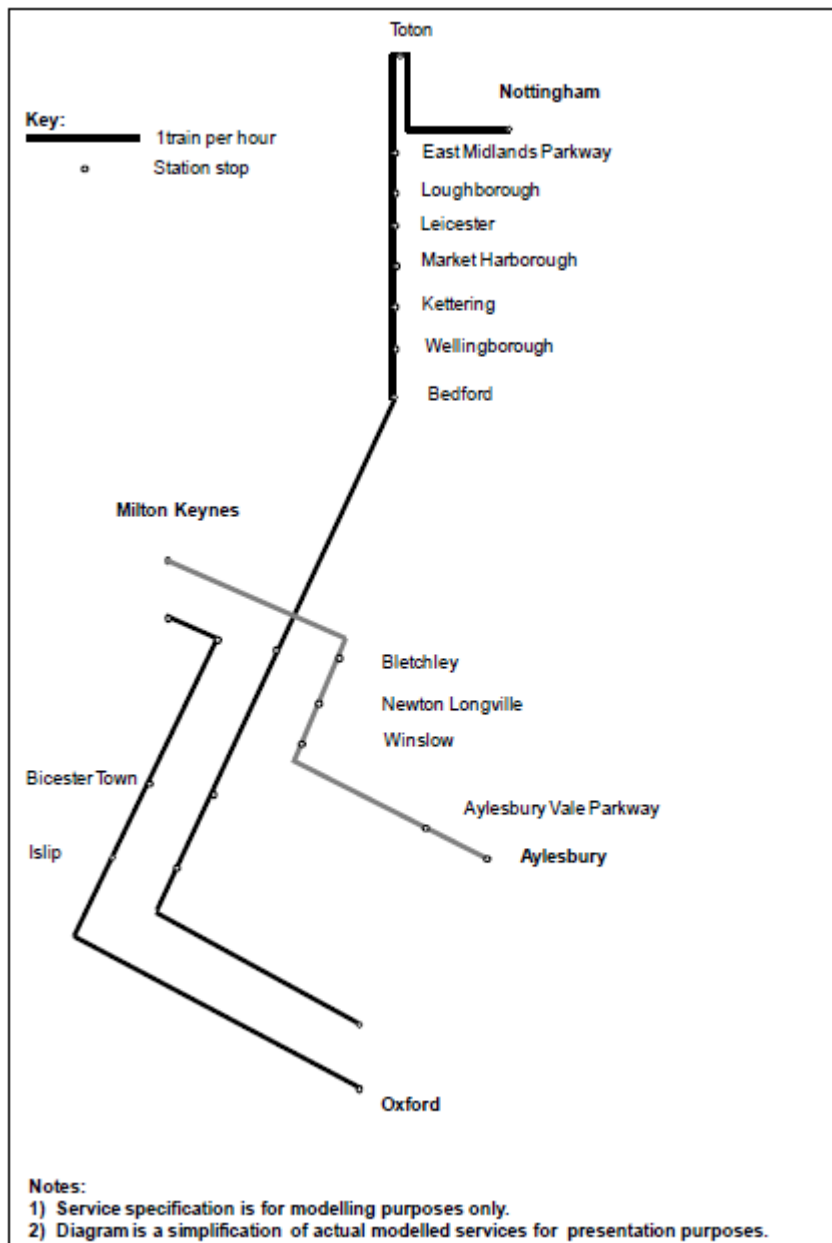 Toton
Nottingham
Key:
1train per hour
Station stop
East Midlands Parkway
Loughborough
Leicester
Market Harborough
Kettering
Wellingborough
Bedford
Milton Keynes
Bletchley
Newton Longville
Winslow
Bicester Town
Aylesbury Vale Parkway
Islip
Aylesbury
Oxford
Notes:
1) Service specification is for modelling purposes only.
2) Diagram is a simplification of actual modelled services for presentation purposes.